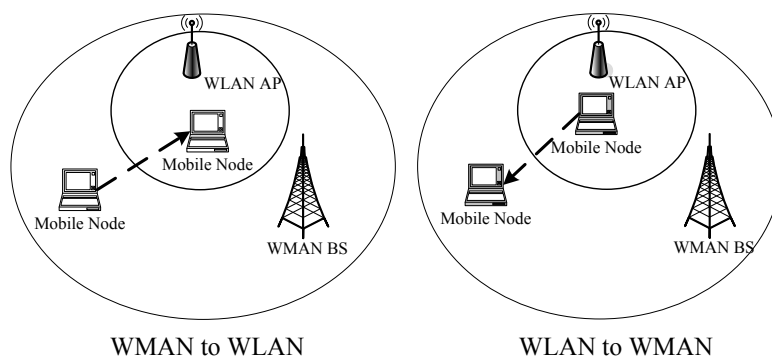 WLAN AP
Mobile Node
Mobile Node
WMAN BS
WMAN to WLAN
WLAN AP
Mobile Node
Mobile Node
WMAN BS
WLAN to WMAN